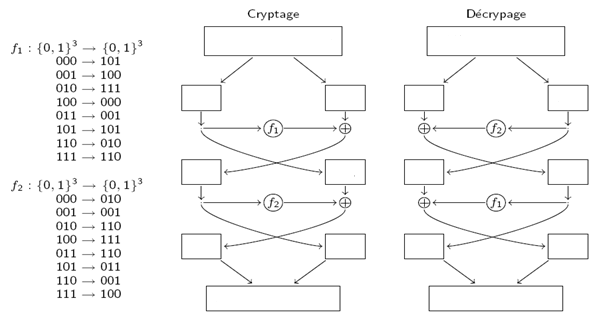 Cryptage
Décrypage
f₁ : {0, 1}³ → {0, 1}³
000 → 101
001 → 100
010 → 111
100 → 000
011 → 001
101 → 101
110 → 010
111 → 110
f₂ : {0, 1}³ → {0, 1}³
000 → 010
001 → 001
010 → 110
100 → 111
011 → 110
101 → 011
110 → 001
111 → 100
f₁
⊕
f₂
⊕
⊕
f₂
⊕
f₁